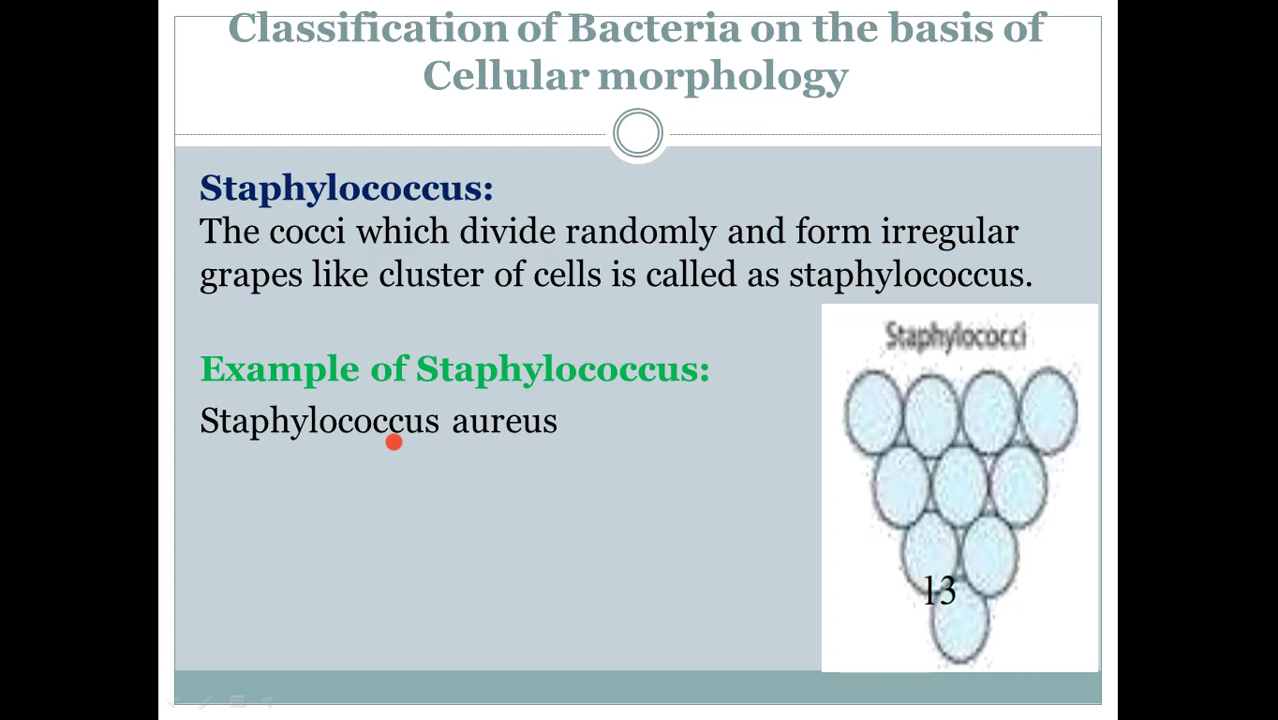 Classification of Bacteria on the basis of
Cellular morphology
Staphylococcus:
The cocci which divide randomly and form irregular
grapes like cluster of cells is called as staphylococcus.
Staphylococci
Example of Staphylococcus:
Staphylococcus aureus
13